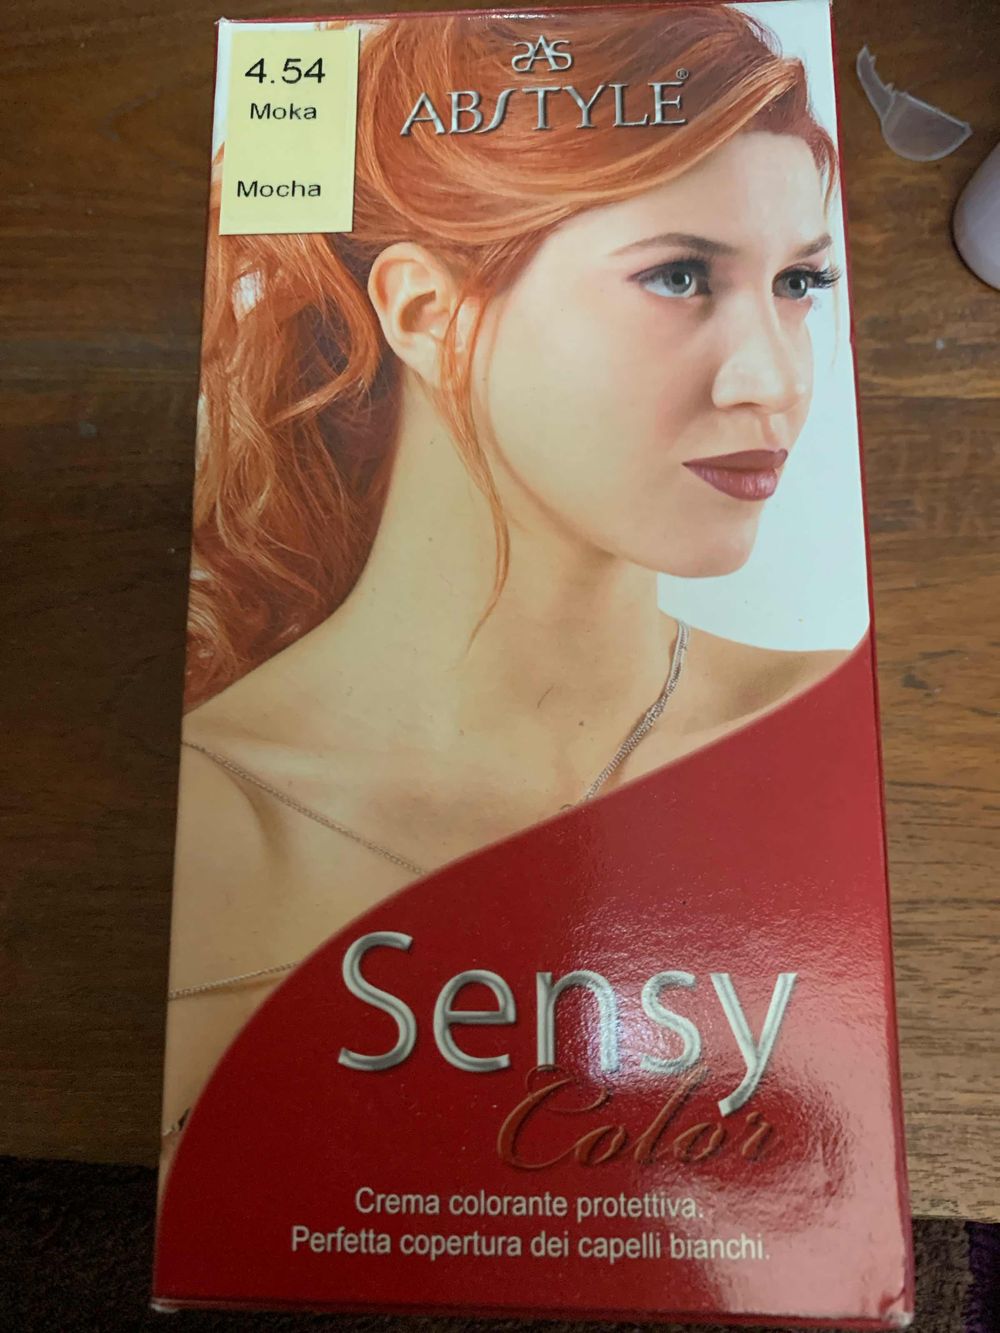 4.54
Moka
Mocha
AS
ABSTYLE®
Sensy
Color
Crema colorante protettiva.
Perfetta copertura dei capelli bianchi.